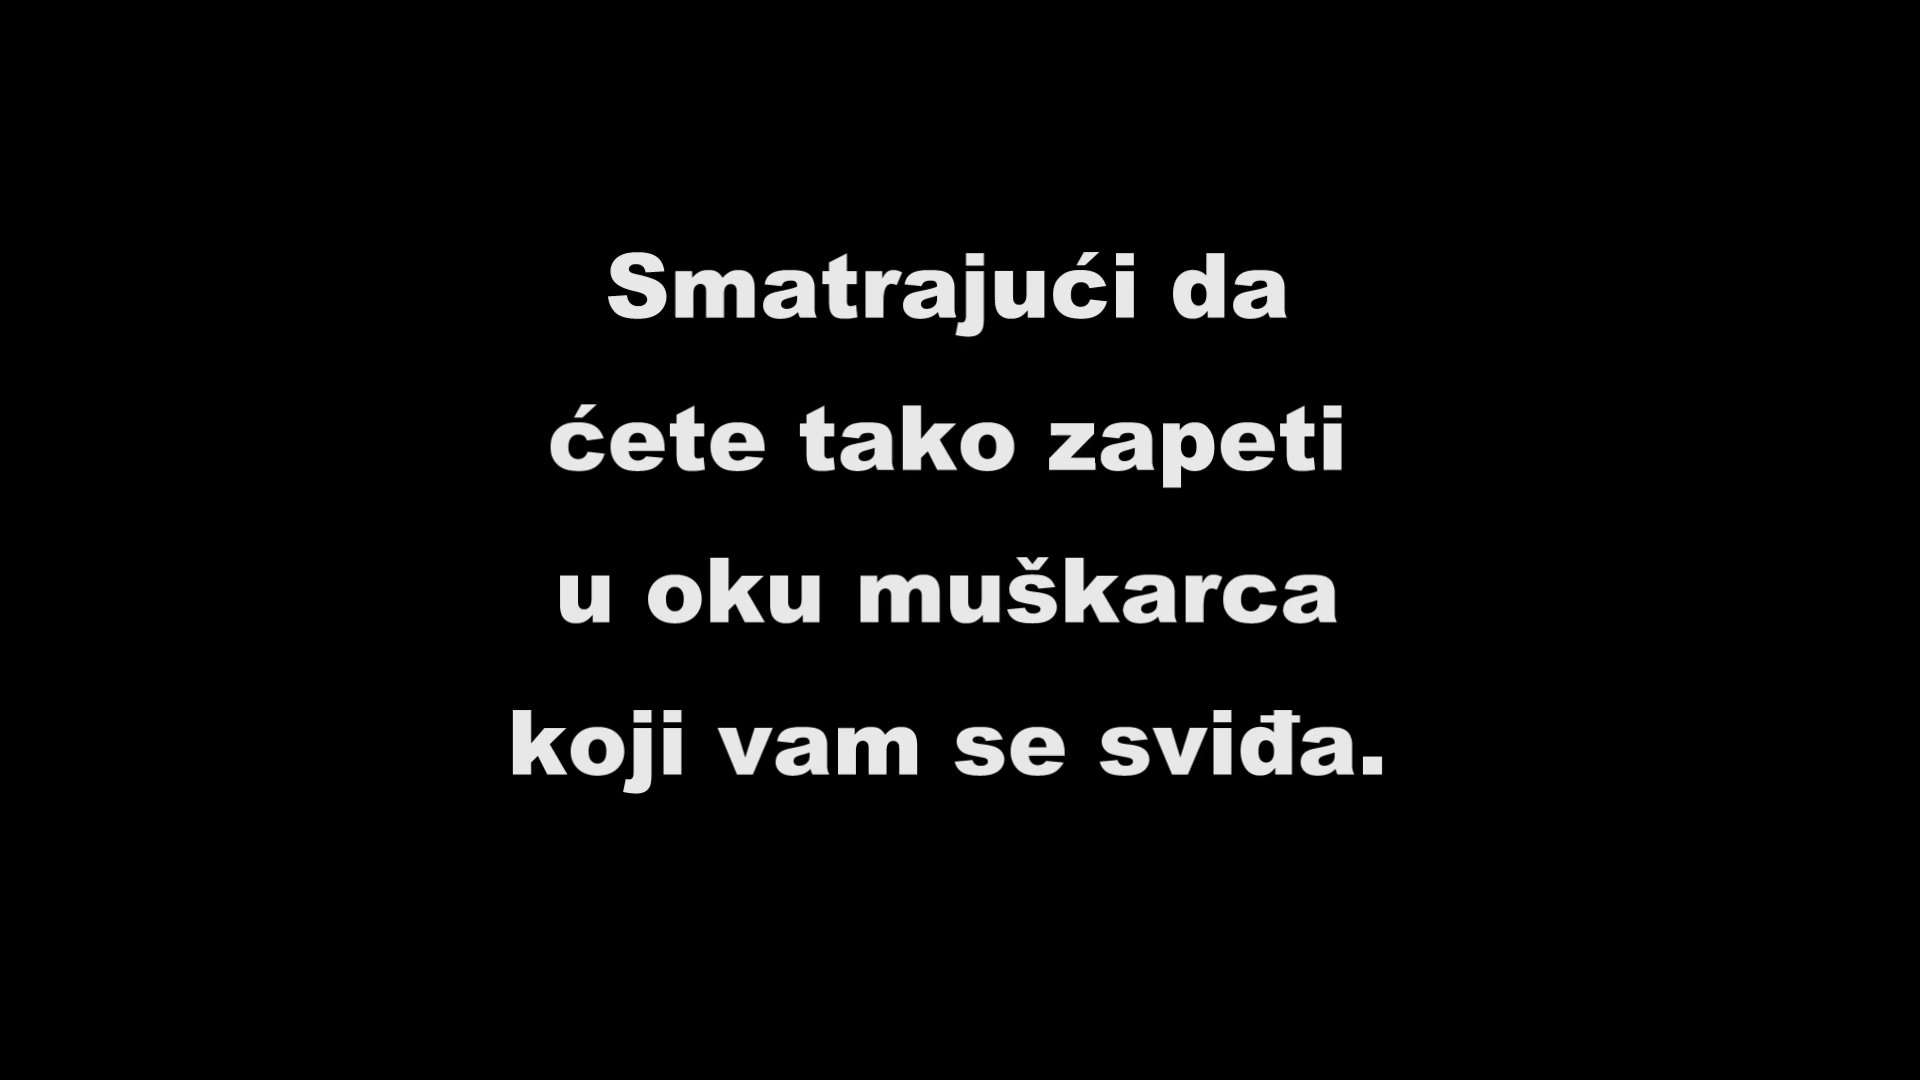 Smatrajući da
ćete tako zapeti
u oku muškarca
koji vam se sviđa.